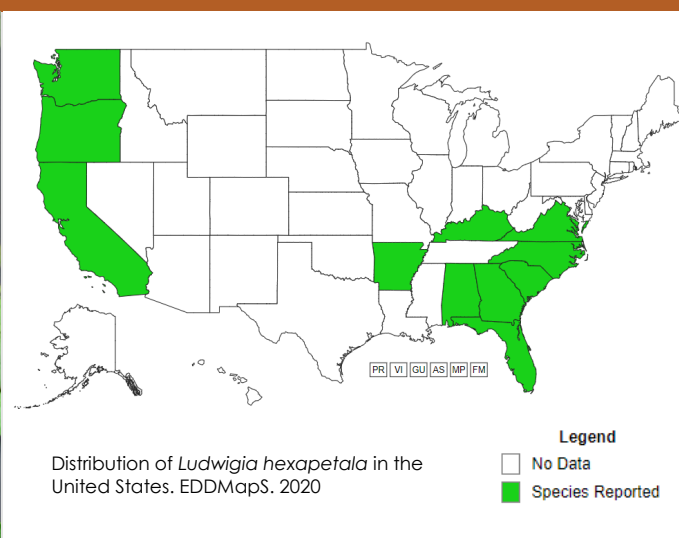 PR VI GU AS MP FM
Legend
No Data
Species Reported
Distribution of Ludwigia hexapetala in the
United States. EDDMapS. 2020